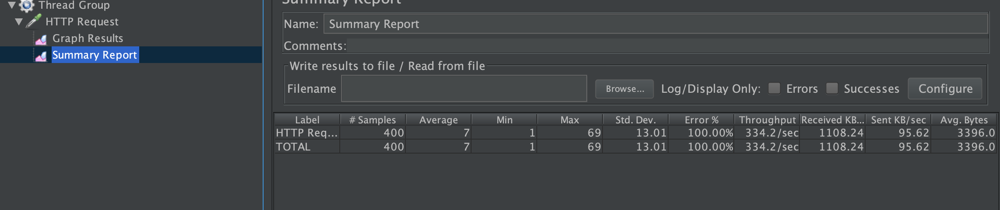 Thread Group
HTTP Request
Graph Results
Summary Report
Summary Report
Name: Summary Report
Comments:
Write results to file / Read from file
Filename Browse... Log/Display Only: Errors Successes Configure
Label # Samples Average Min Max Std. Dev. Error % Throughput Received KB... Sent KB/sec Avg. Bytes
HTTP Req... 400 7 1 69 13.01 100.00% 334.2/sec 1108.24 95.62 3396.0
TOTAL 400 7 1 69 13.01 100.00% 334.2/sec 1108.24 95.62 3396.0